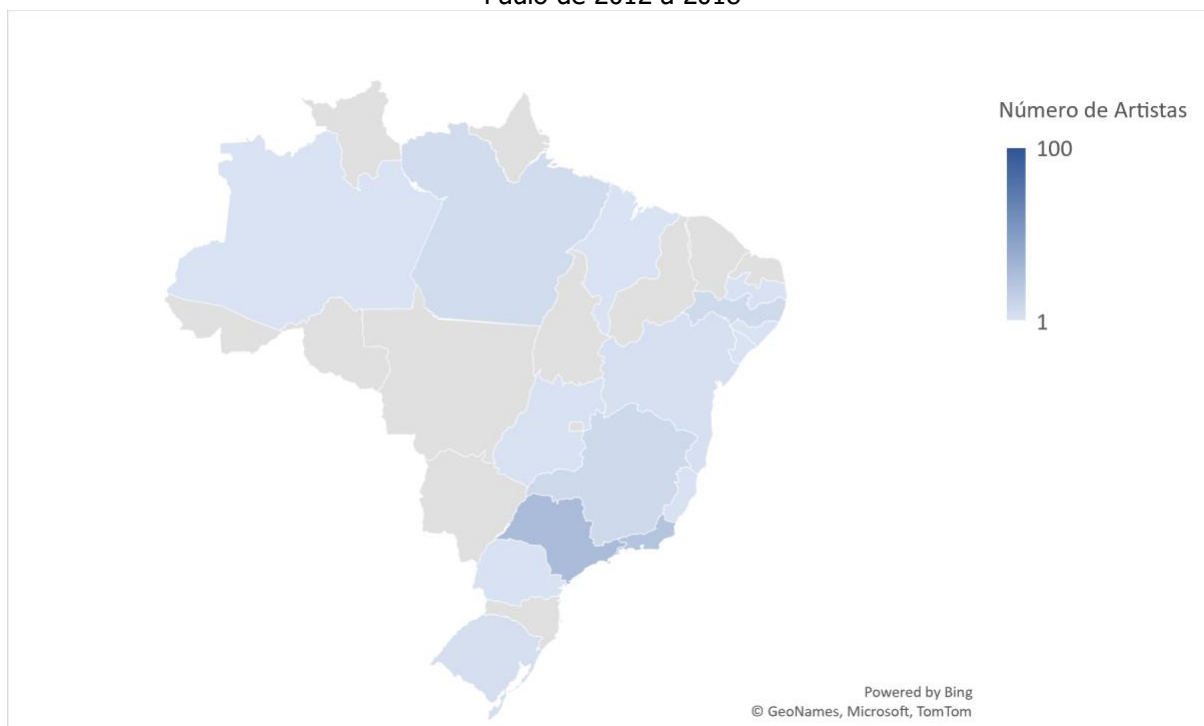 Paulo de 2012 a 2018
Número de Artistas
100
1
Powered by Bing
© GeoNames, Microsoft, TomTom